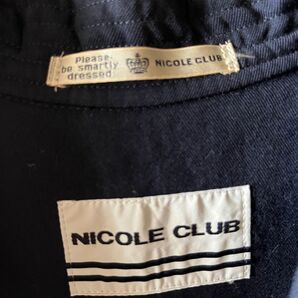 Please
be smartly
dressed.
NICOLE CLUB
NICOLE CLUB